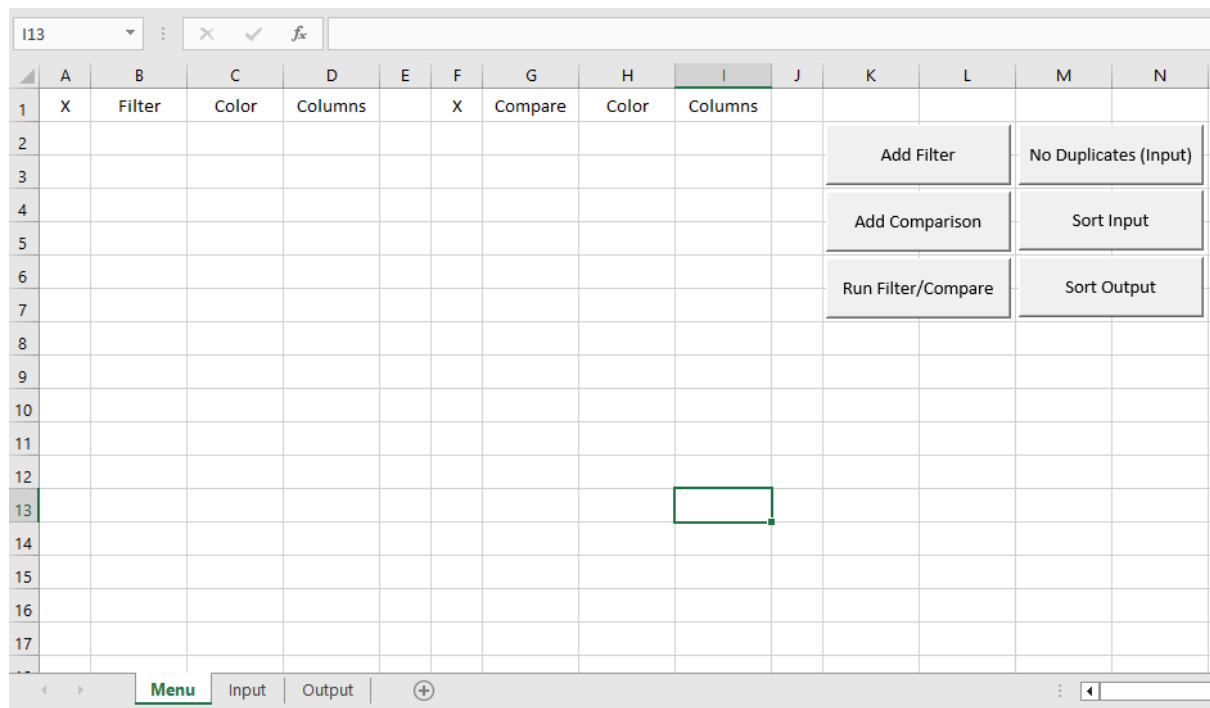 I13 fx
A B C D E F G H I J K L M N
1 X Filter Color Columns X Compare Color Columns
2 Add Filter No Duplicates (Input)
3
4 Add Comparison Sort Input
5
6 Run Filter/Compare Sort Output
7
8
9
10
11
12
13
14
15
16
17
Menu Input Output